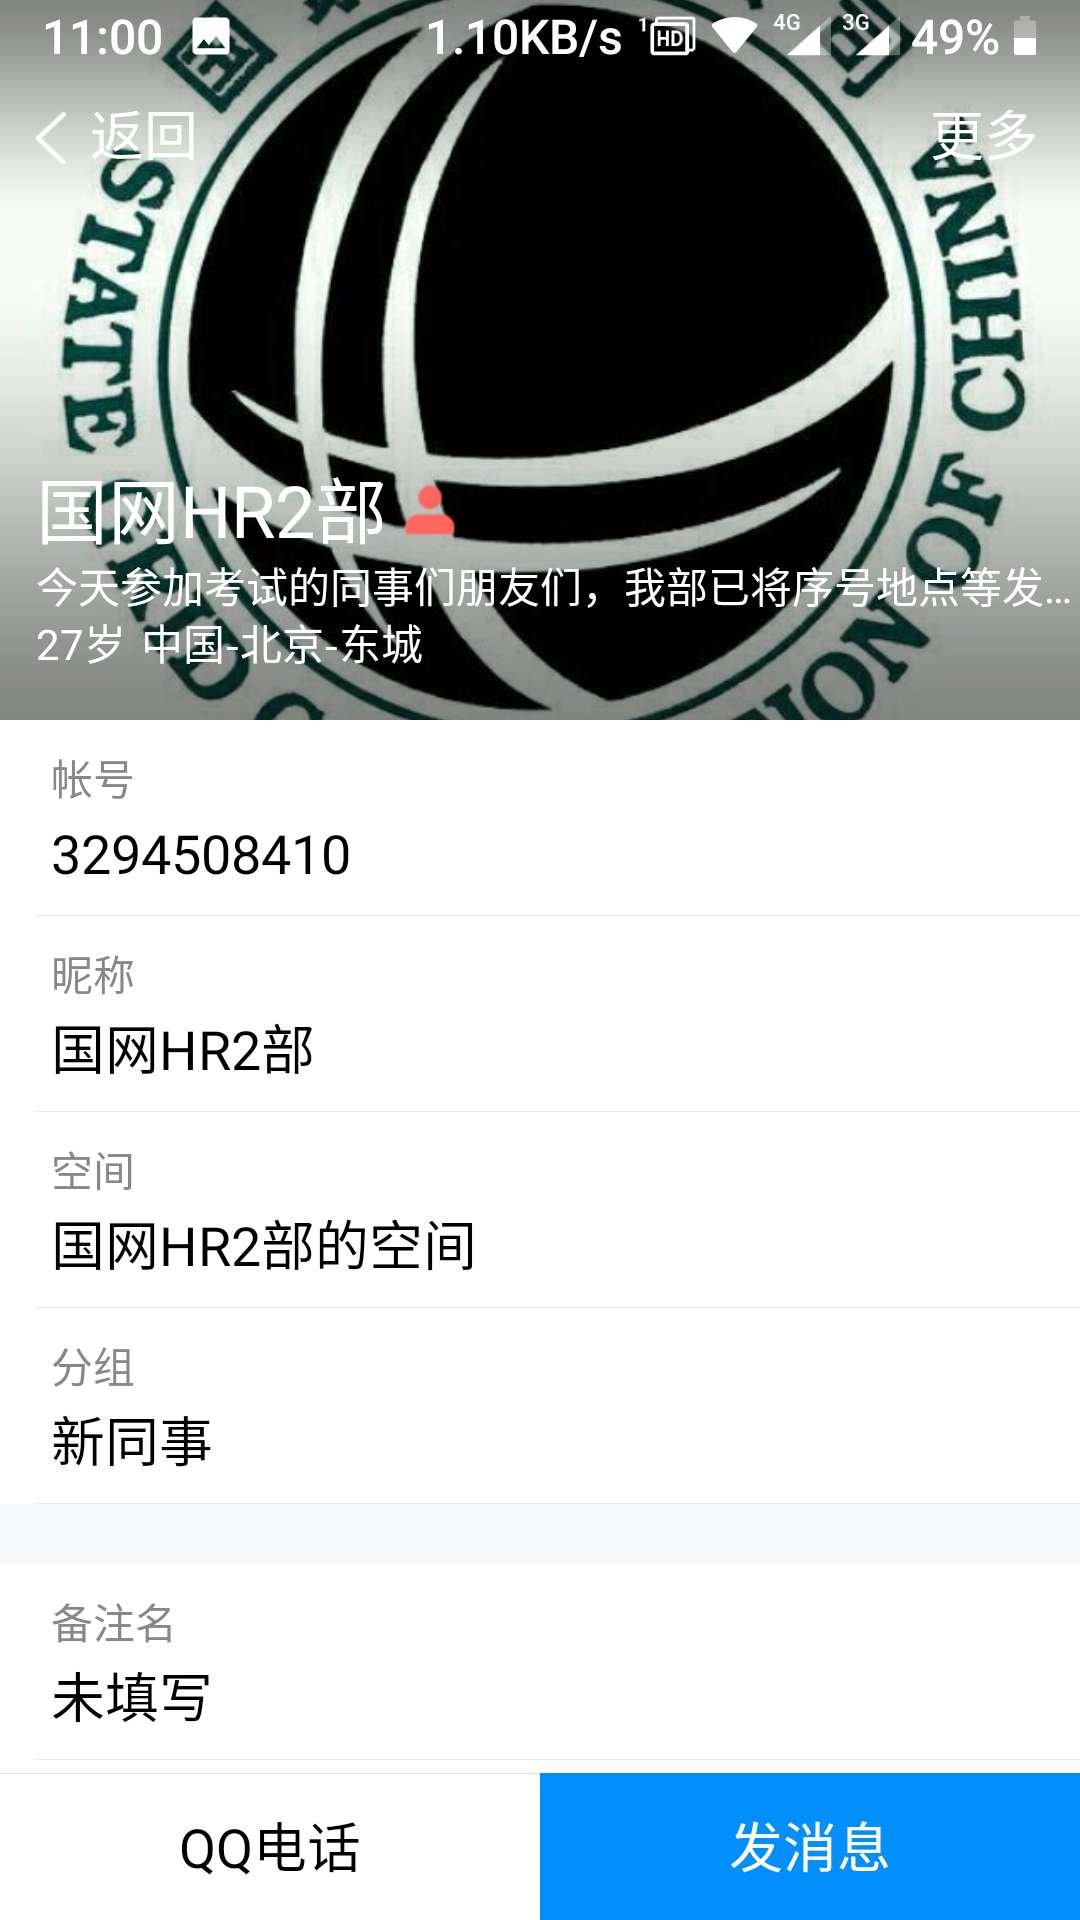 11:00 1.10KB/s 1 HD 4G 3G 49%
返回 更多
STATE GRID CORPORATION OF CHINA
国网HR2部
今天参加考试的同事们朋友们，我部已将序号地点等发...
27岁 中国-北京-东城
帐号
3294508410
昵称
国网HR2部
空间
国网HR2部的空间
分组
新同事
备注名
未填写
QQ电话 发消息